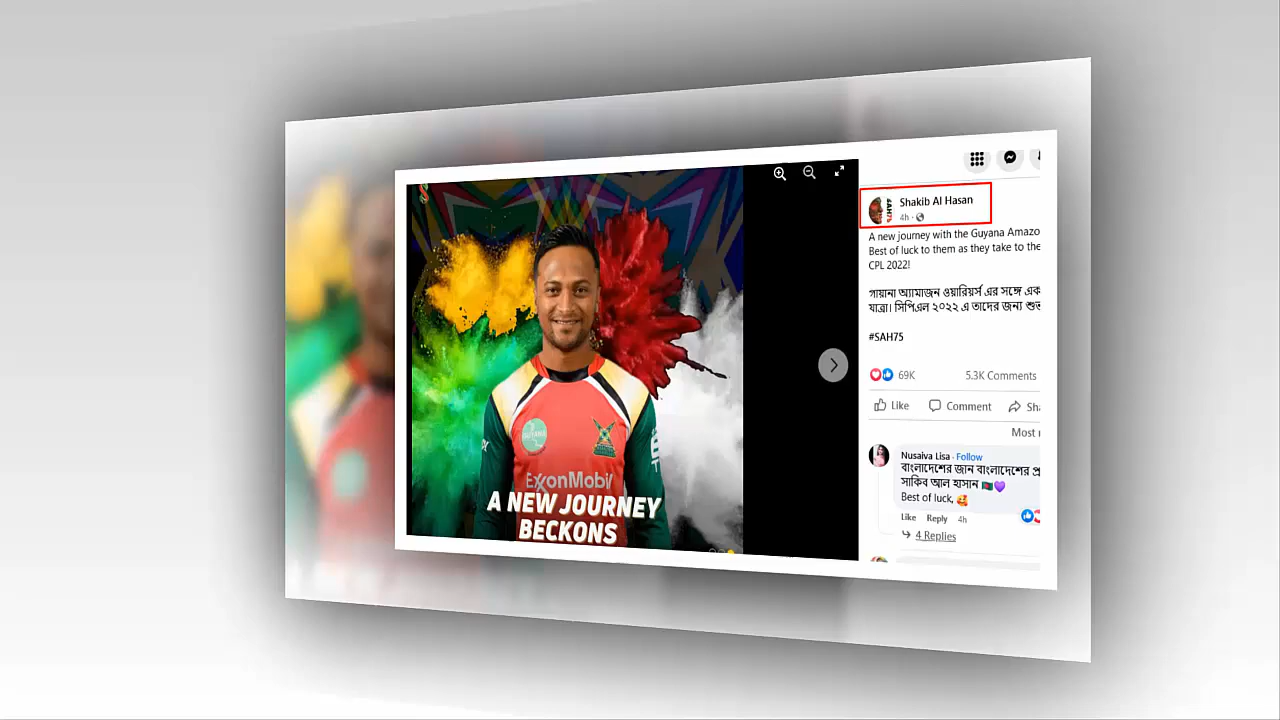 Shakib Al Hasan
4h
A new journey with the Guyana
Best of luck to them as they take to the
CPL 2022!
গায়ানা অ্যামাজন ওয়ারিয়র্স এর সঙ্গে
যাত্রা। সিপিএল ২০২২ এ তাদের জন্য
#SAH75
69K
5.3K Comments
Like
Comment
Most
Nusaiva Lisa · Follow
বাংলাদেশের জান বাংলাদেশের
সাকিব আল হাসান 🇧🇩💜
Best of luck, 🥰
Like Reply 4h
4 Replies
GUYANA
ExxonMobil
A NEW JOURNEY
BECKONS